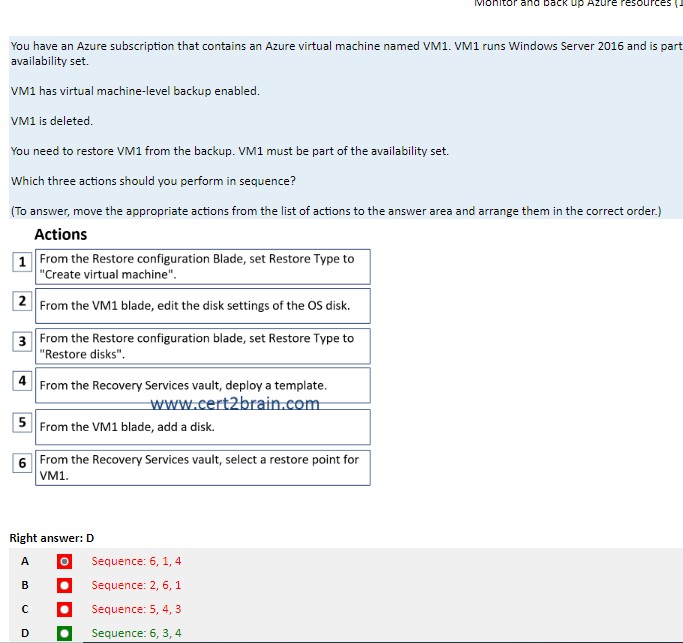 Monitor and back up Azure resources (1
You have an Azure subscription that contains an Azure virtual machine named VM1. VM1 runs Windows Server 2016 and is part
availability set.
VM1 has virtual machine-level backup enabled.
VM1 is deleted.
You need to restore VM1 from the backup. VM1 must be part of the availability set.
Which three actions should you perform in sequence?
(To answer, move the appropriate actions from the list of actions to the answer area and arrange them in the correct order.)
Actions
1 From the Restore configuration Blade, set Restore Type to
"Create virtual machine".
2 From the VM1 blade, edit the disk settings of the OS disk.
3 From the Restore configuration blade, set Restore Type to
"Restore disks".
4 From the Recovery Services vault, deploy a template.
www.cert2brain.com
5 From the VM1 blade, add a disk.
6 From the Recovery Services vault, select a restore point for
VM1.
Right answer: D
A Sequence: 6, 1, 4
B Sequence: 2, 6, 1
C Sequence: 5, 4, 3
D Sequence: 6, 3, 4